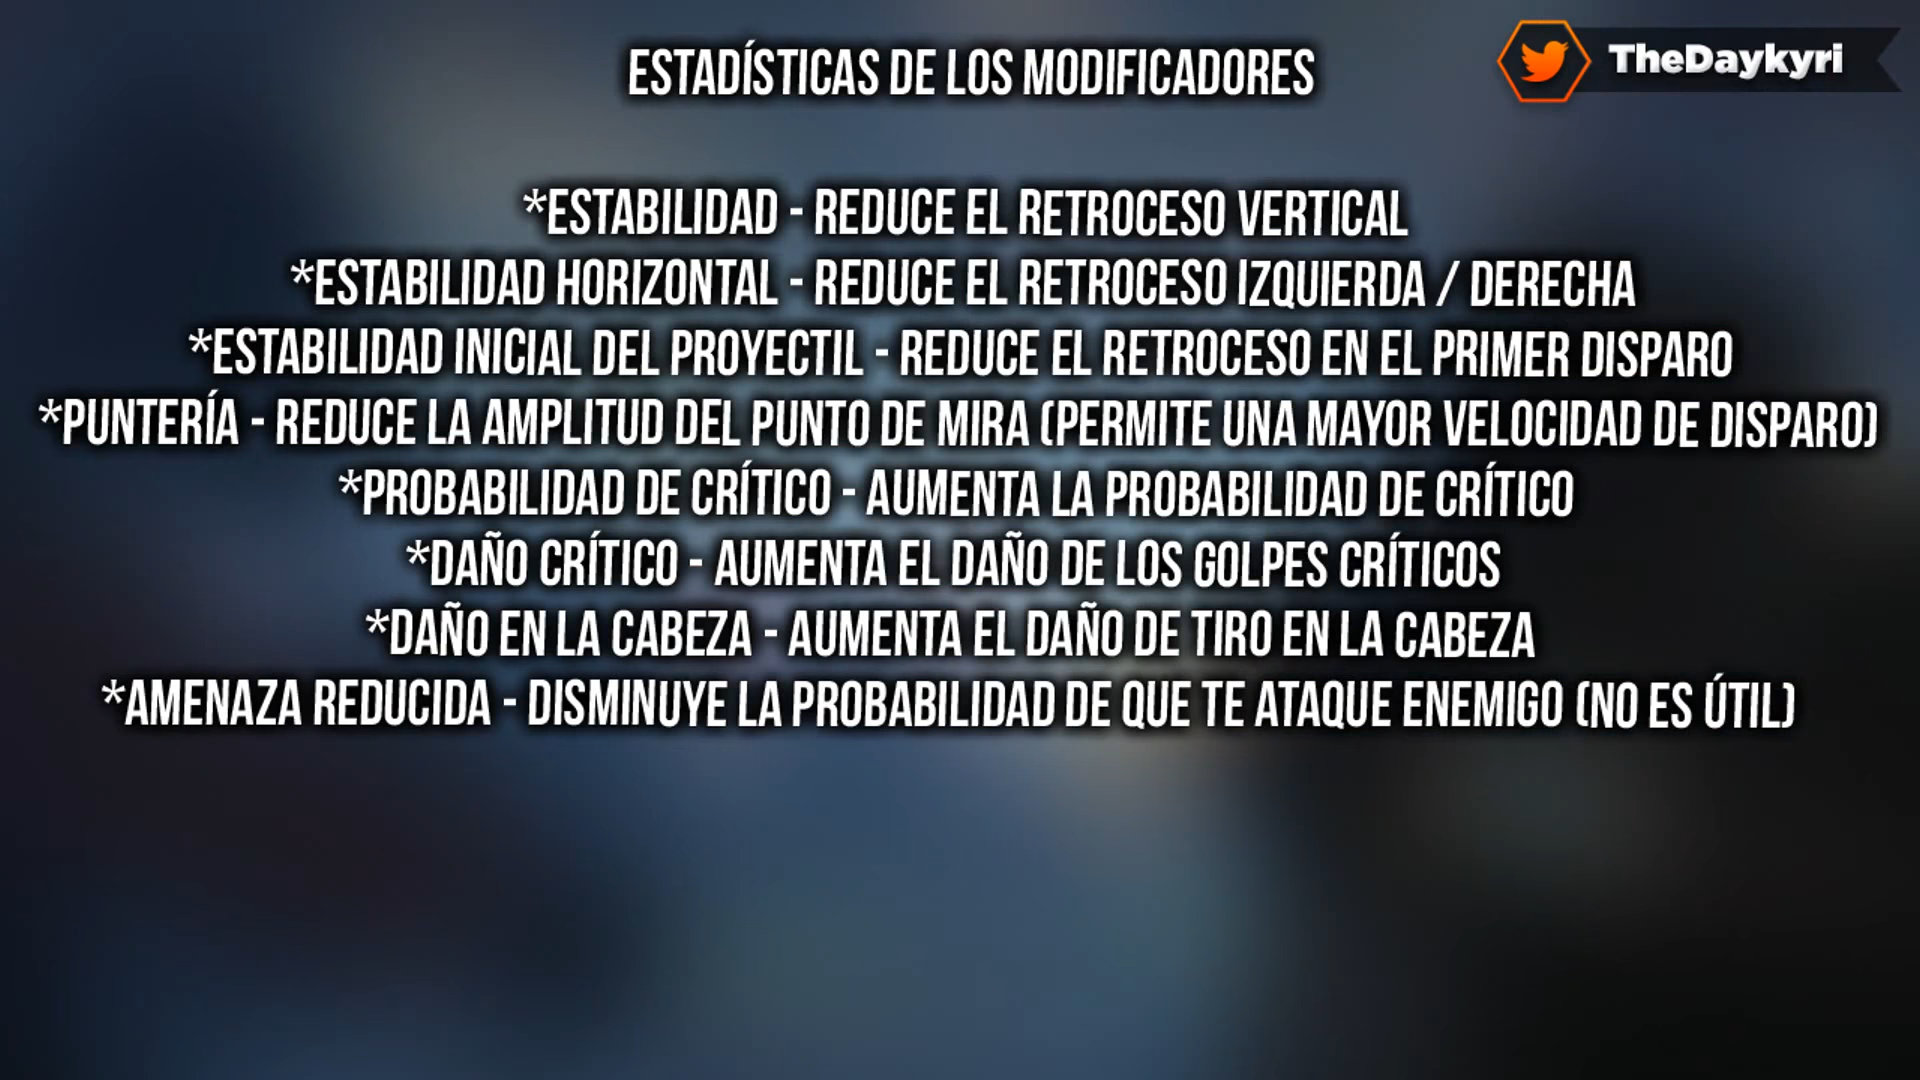 ESTADÍSTICAS DE LOS MODIFICADORES
TheDaykyri
*ESTABILIDAD - REDUCE EL RETROCESO VERTICAL
*ESTABILIDAD HORIZONTAL - REDUCE EL RETROCESO IZQUIERDA / DERECHA
*ESTABILIDAD INICIAL DEL PROYECTIL - REDUCE EL RETROCESO EN EL PRIMER DISPARO
*PUNTERÍA - REDUCE LA AMPLITUD DEL PUNTO DE MIRA (PERMITE UNA MAYOR VELOCIDAD DE DISPARO)
*PROBABILIDAD DE CRÍTICO - AUMENTA LA PROBABILIDAD DE CRÍTICO
*DAÑO CRÍTICO - AUMENTA EL DAÑO DE LOS GOLPES CRÍTICOS
*DAÑO EN LA CABEZA - AUMENTA EL DAÑO DE TIRO EN LA CABEZA
*AMENAZA REDUCIDA - DISMINUYE LA PROBABILIDAD DE QUE TE ATAQUE ENEMIGO (NO ES ÚTIL)